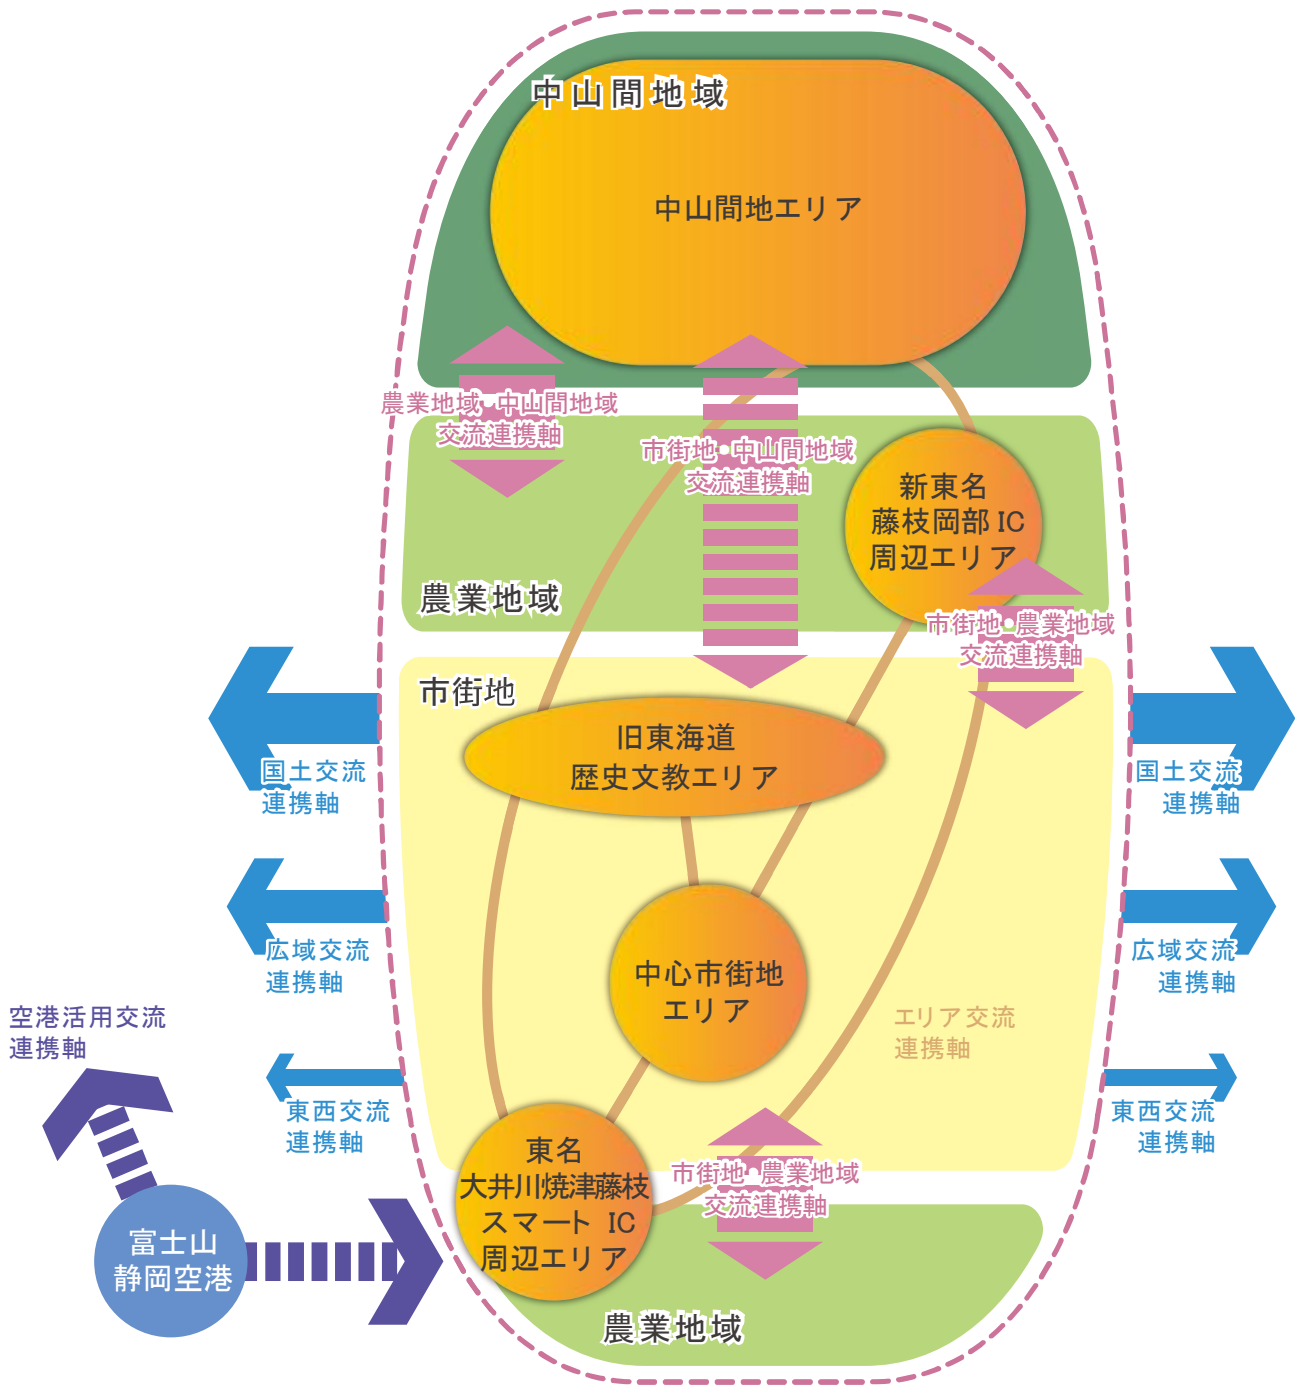 中山間地域
中山間地エリア
農業地域・中山間地域
交流連携軸
市街地・中山間地域
交流連携軸
新東名
藤枝岡部 IC
周辺エリア
農業地域
市街地・農業地域
交流連携軸
市街地
旧東海道
歴史文教エリア
国土交流
連携軸
国土交流
連携軸
広域交流
連携軸
広域交流
連携軸
中心市街地
エリア
空港活用交流
連携軸
エリア交流
連携軸
東西交流
連携軸
東西交流
連携軸
東名
大井川焼津藤枝
スマート IC
周辺エリア
市街地・農業地域
交流連携軸
富士山
静岡空港
農業地域